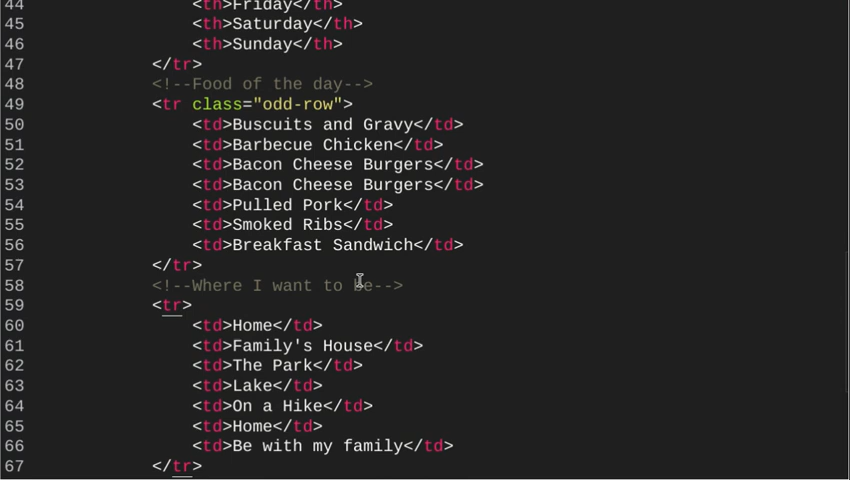 44 <th>Friday</th>
45 <th>Saturday</th>
46 <th>Sunday</th>
47 </tr>
48 <!--Food of the day-->
49 <tr class="odd-row">
50 <td>Buscuits and Gravy</td>
51 <td>Barbecue Chicken</td>
52 <td>Bacon Cheese Burgers</td>
53 <td>Bacon Cheese Burgers</td>
54 <td>Pulled Pork</td>
55 <td>Smoked Ribs</td>
56 <td>Breakfast Sandwich</td>
57 </tr>
58 <!--Where I want to be-->
59 <tr>
60 <td>Home</td>
61 <td>Family's House</td>
62 <td>The Park</td>
63 <td>Lake</td>
64 <td>On a Hike</td>
65 <td>Home</td>
66 <td>Be with my family</td>
67 </tr>